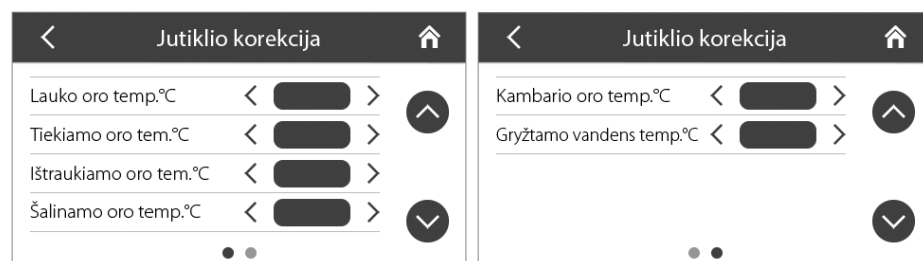 Jutiklio korekcija
Lauko oro temp.°C
Tiekiamo oro tem.°C
Ištraukiamo oro tem.°C
Šalinamo oro temp.°C
Jutiklio korekcija
Kambario oro temp.°C
Gryžtamo vandens temp.°C